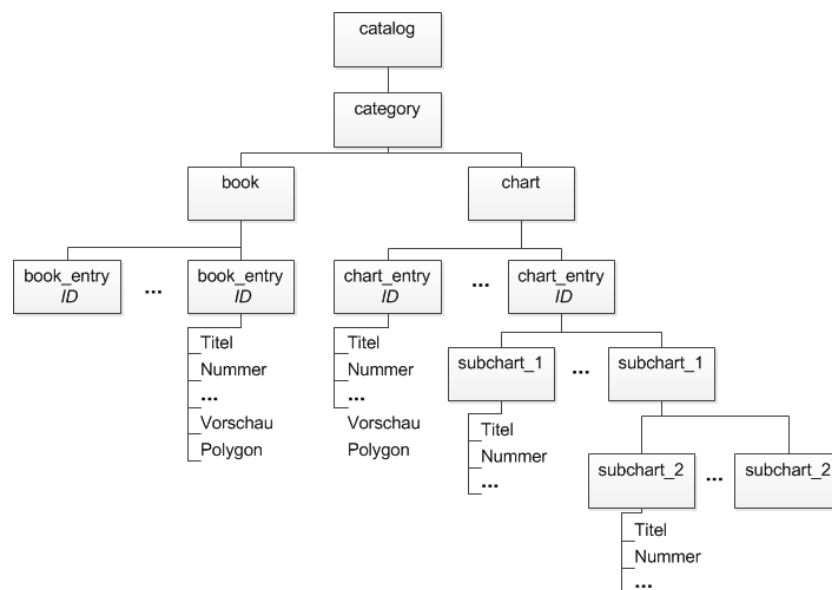 catalog
category
book
chart
book_entry
ID
...
book_entry
ID
chart_entry
ID
...
chart_entry
ID
Titel
Nummer
...
Vorschau
Polygon
Titel
Nummer
...
Vorschau
Polygon
subchart_1
...
subchart_1
Titel
Nummer
...
subchart_2
...
subchart_2
Titel
Nummer
...